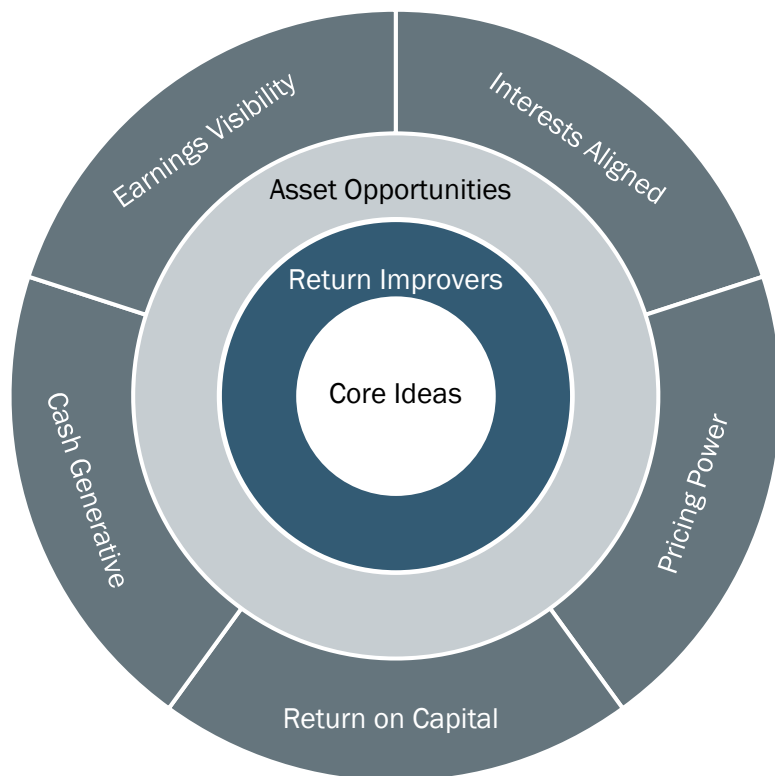 Earnings Visibility
Interests Aligned
Asset Opportunities
Return Improvers
Core Ideas
Cash Generative
Pricing Power
Return on Capital